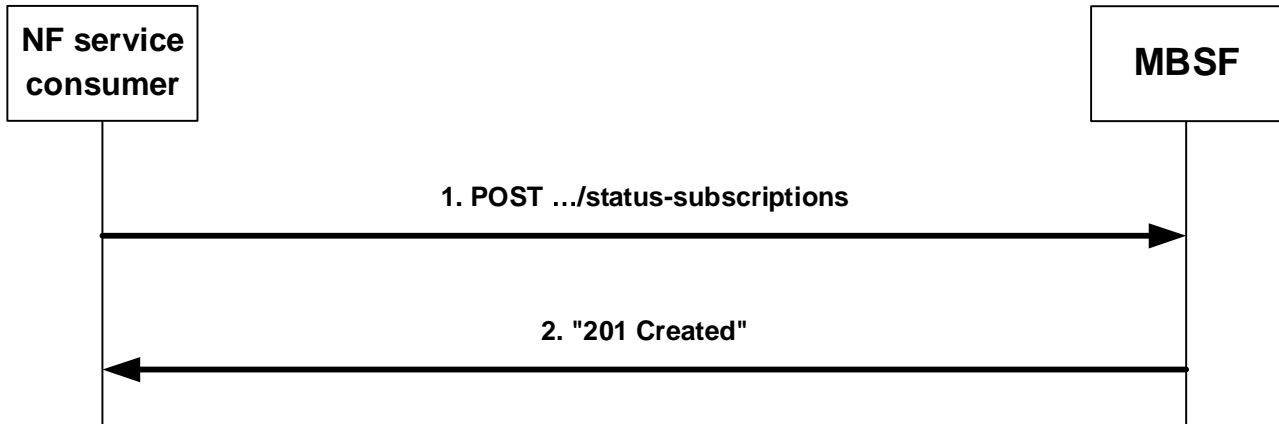 NF service
consumer
MBSF
1. POST …/status-subscriptions
2. "201 Created"